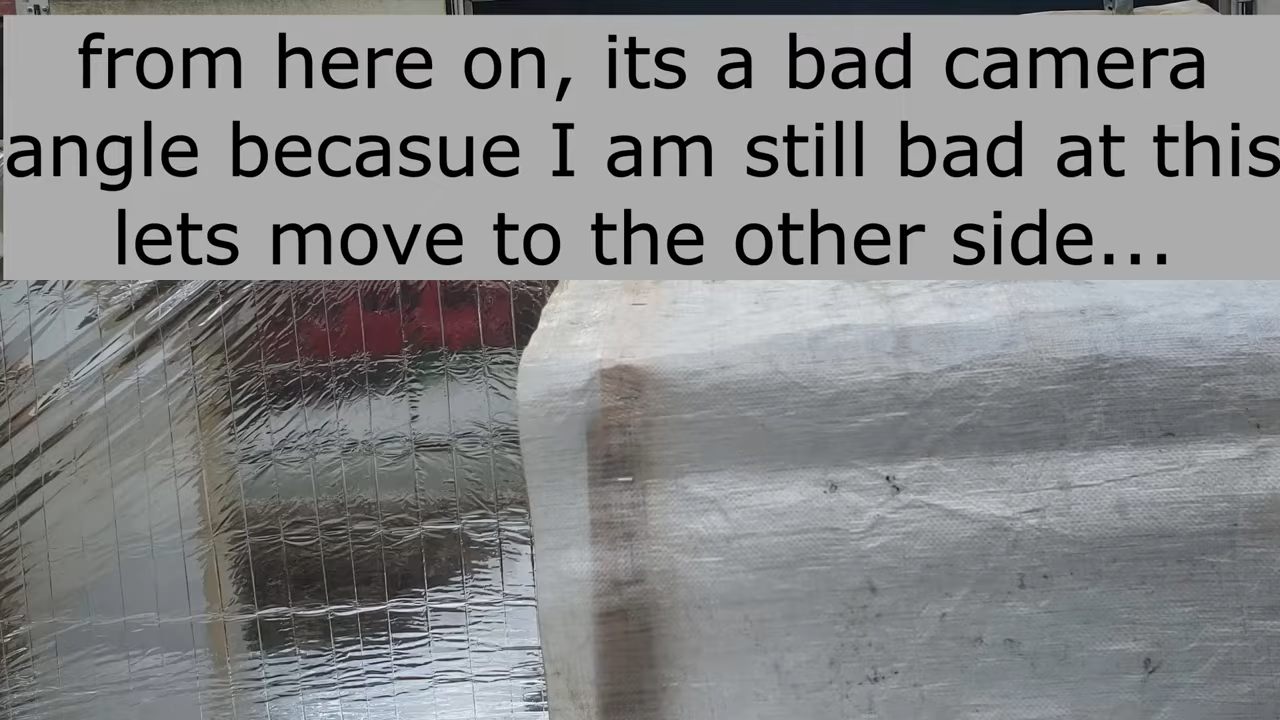 from here on, its a bad camera
angle becasue I am still bad at this
lets move to the other side...